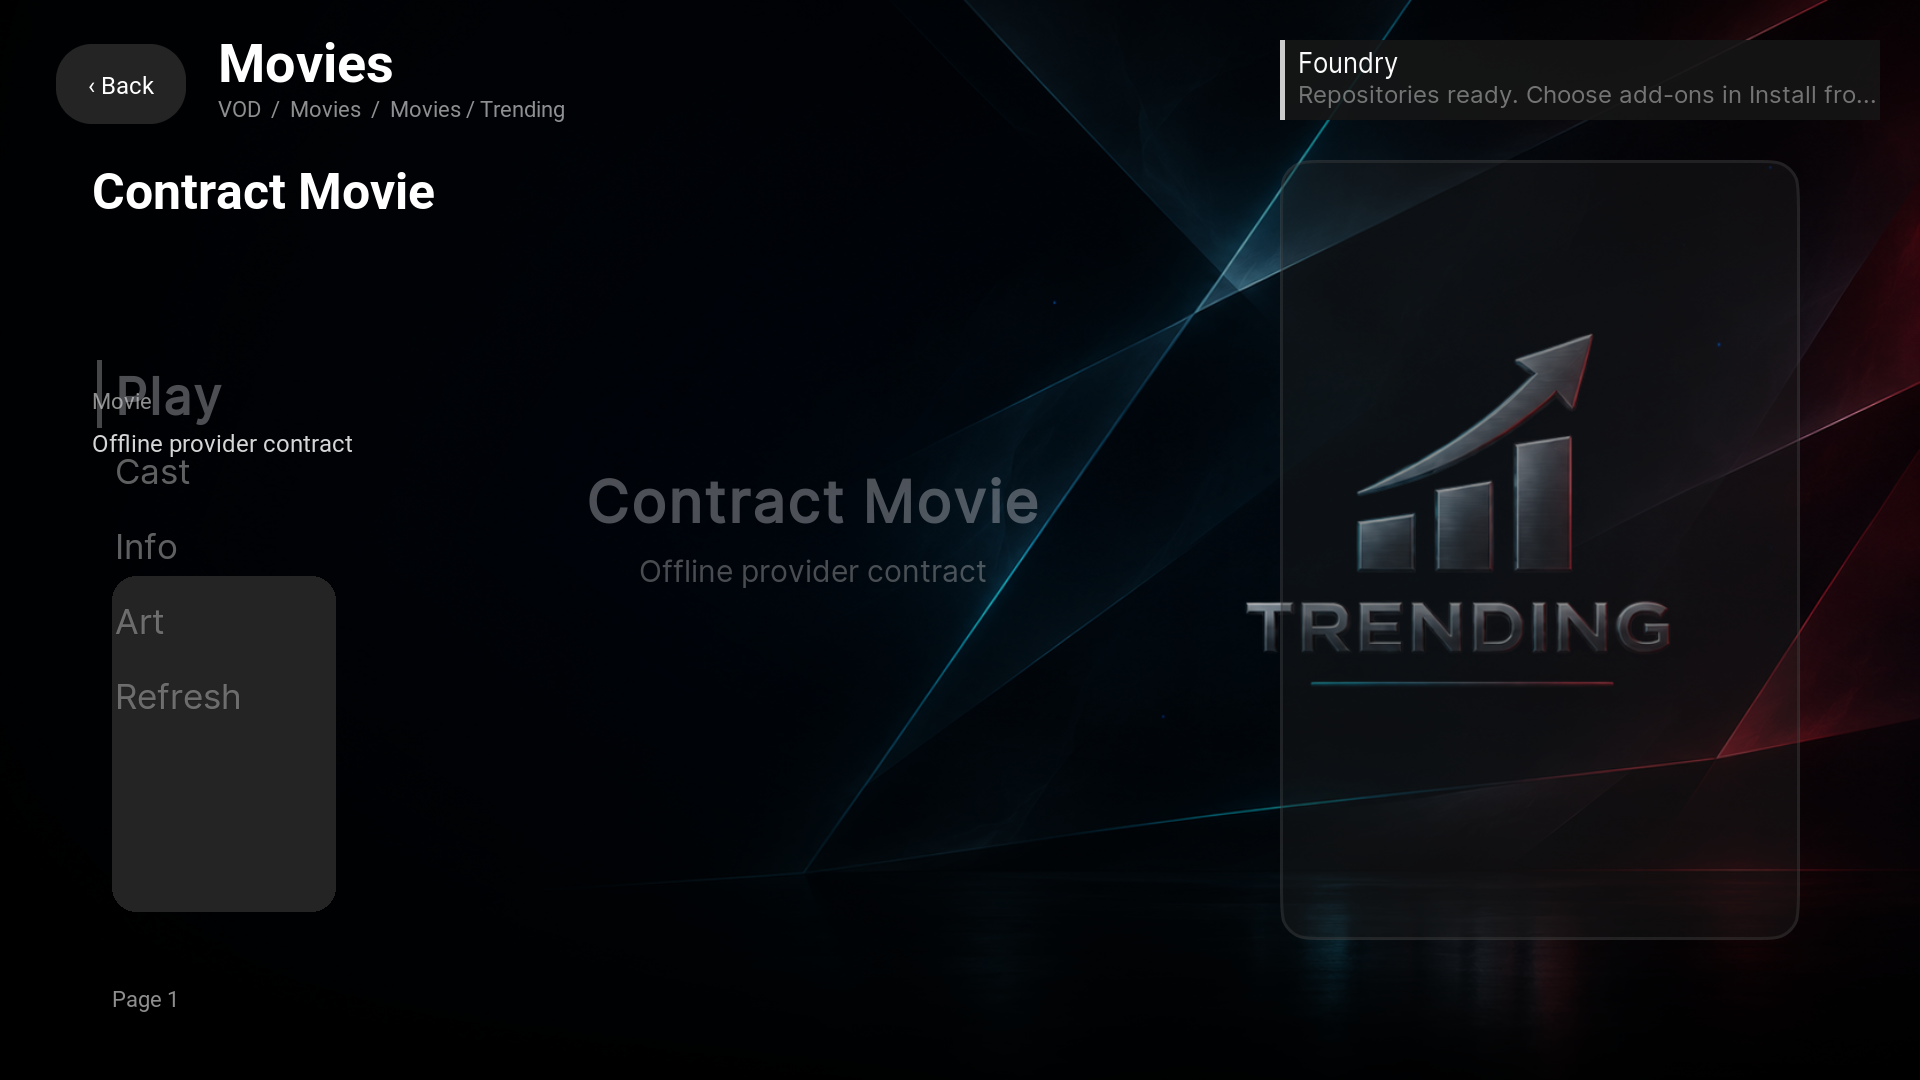 ‹ Back
Movies
VOD / Movies / Movies / Trending
Foundry
Repositories ready. Choose add-ons in Install fro...
Contract Movie
Play
Movie
Offline provider contract
Cast
Info
Art
Refresh
Contract Movie
Offline provider contract
TRENDING
Page 1